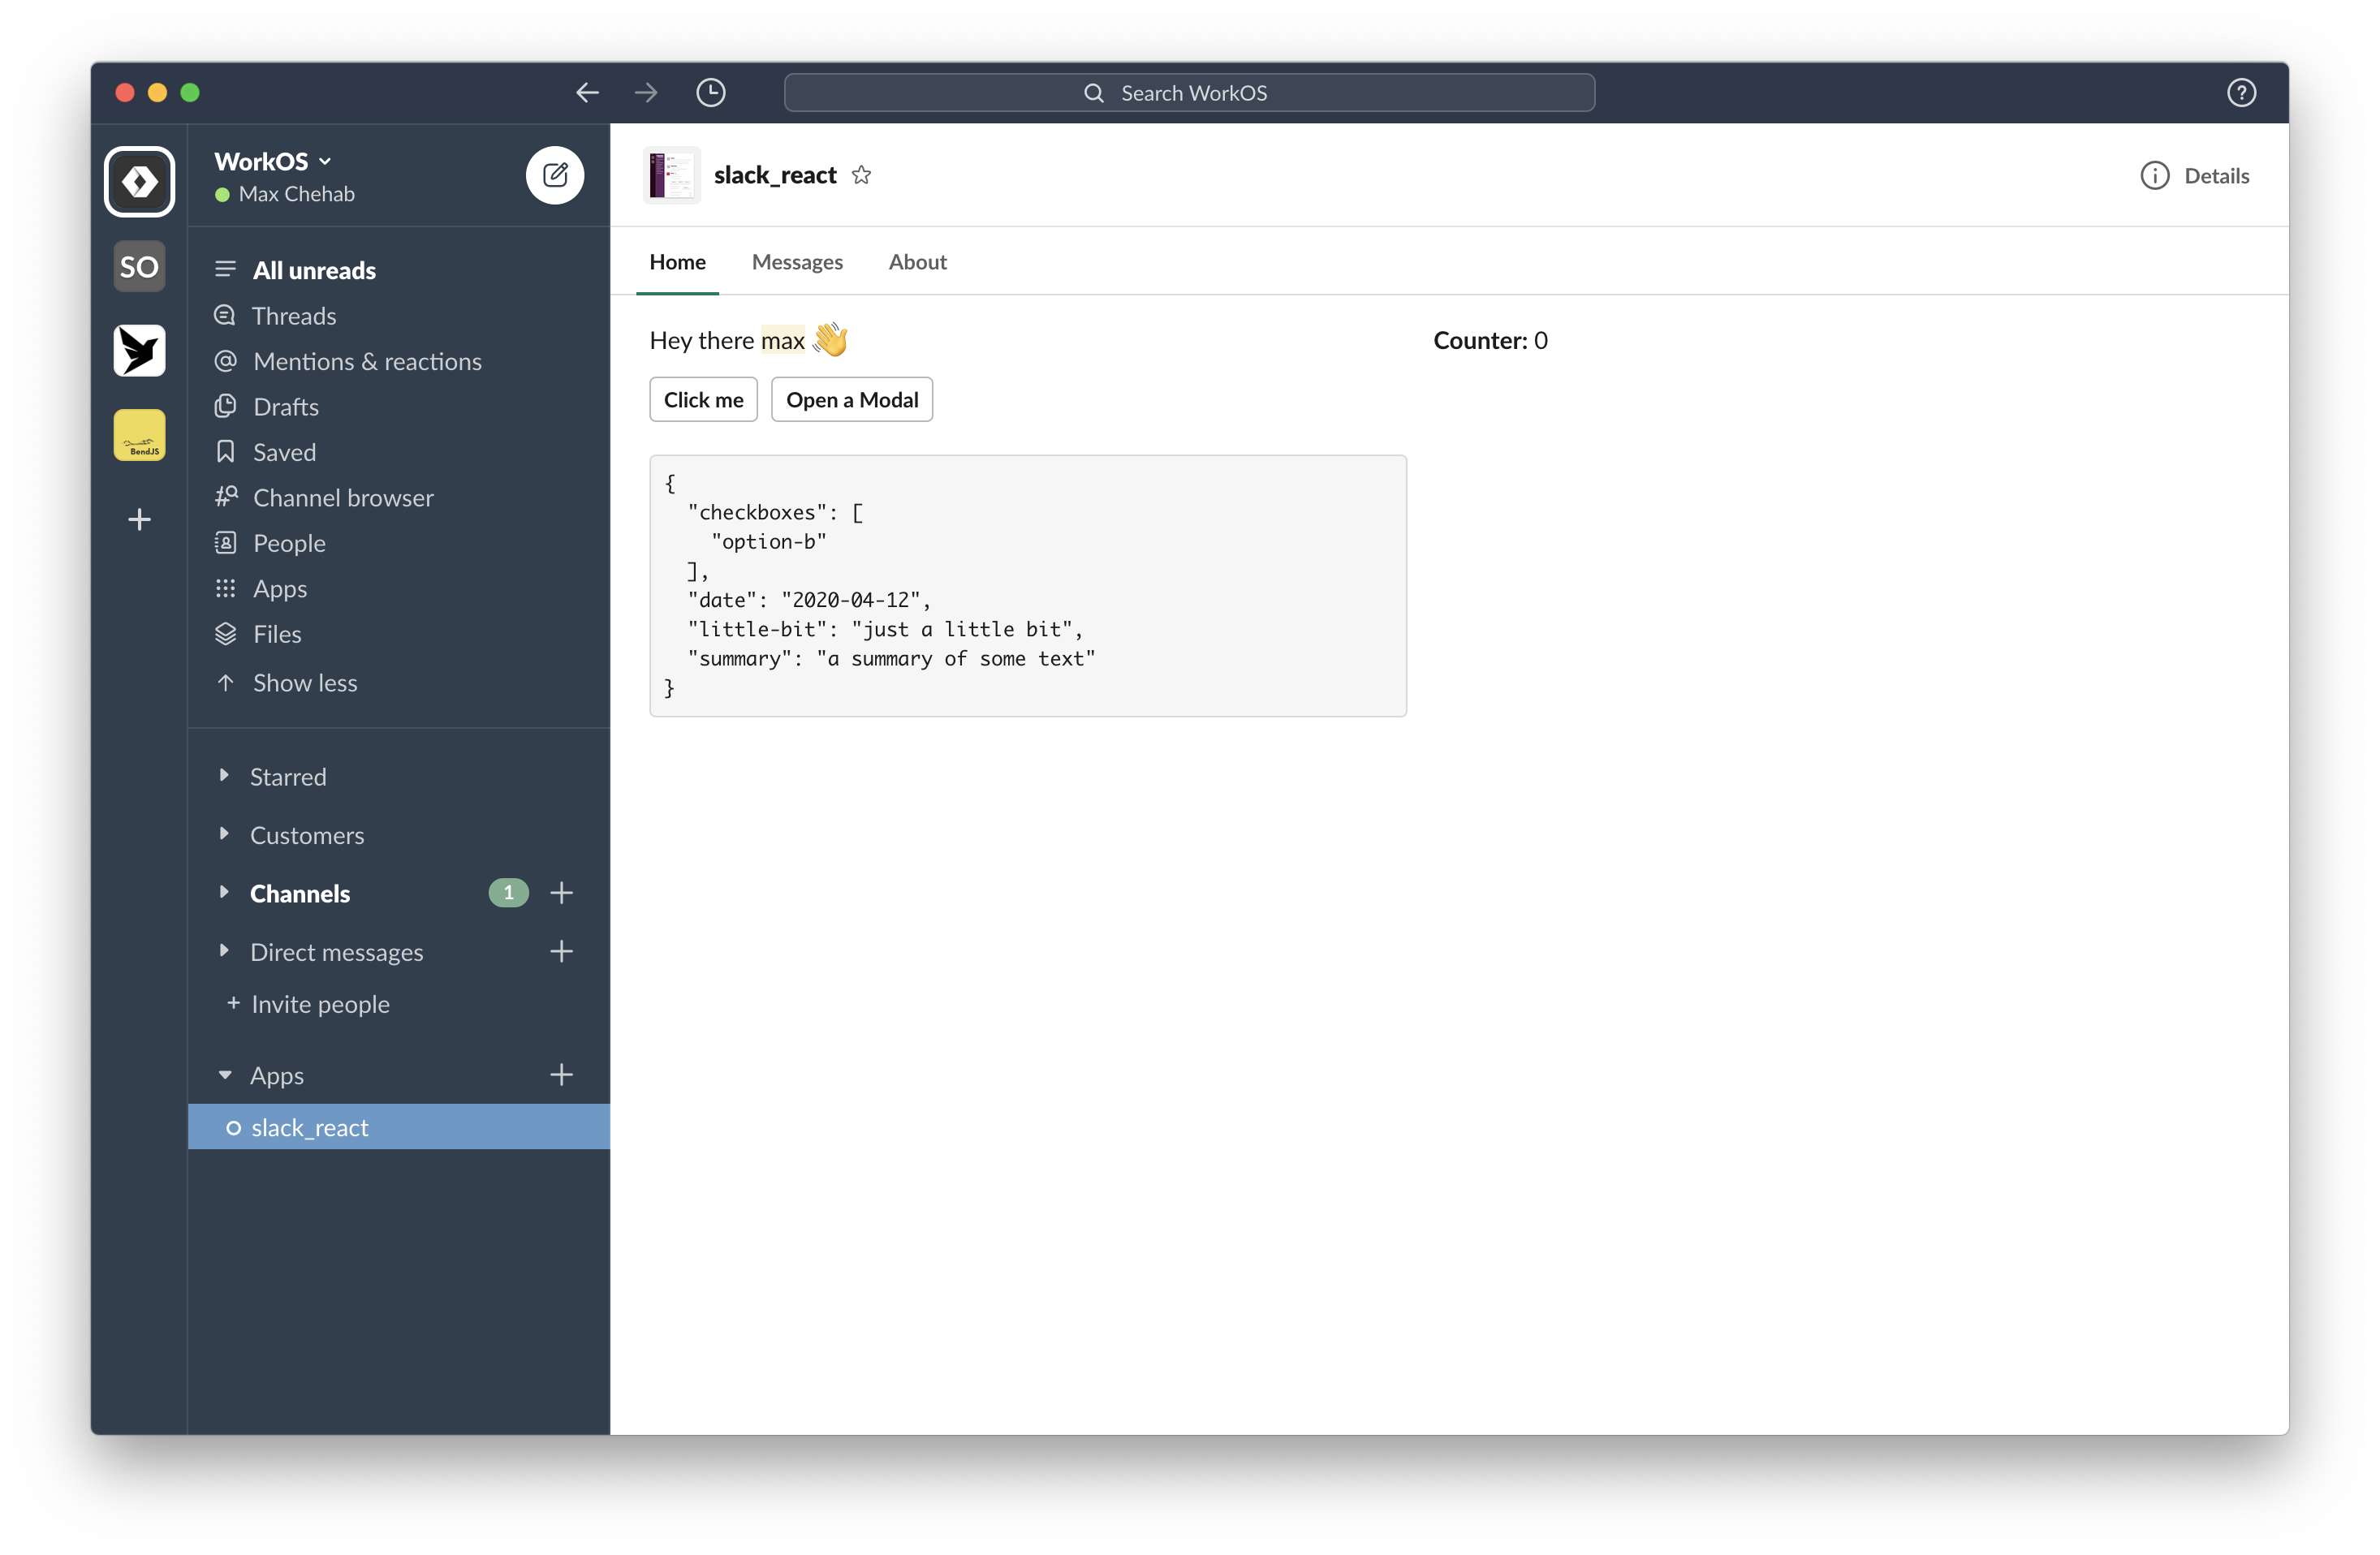 Search WorkOS
WorkOS
Max Chehab
SO
BendJS
All unreads
Threads
Mentions & reactions
Drafts
Saved
Channel browser
People
Apps
Files
Show less
Starred
Customers
Channels 1
Direct messages
+ Invite people
Apps
slack_react
slack_react
Details
Home Messages About
Hey there max 👋
Counter: 0
Click me Open a Modal
{
  "checkboxes": [
    "option-b"
  ],
  "date": "2020-04-12",
  "little-bit": "just a little bit",
  "summary": "a summary of some text"
}